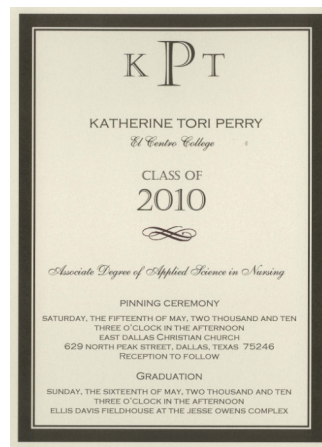 K P T
KATHERINE TORI PERRY
El Centro College
CLASS OF
2010
Associate Degree of Applied Science in Nursing
PINNING CEREMONY
SATURDAY, THE FIFTEENTH OF MAY, TWO THOUSAND AND TEN
THREE O'CLOCK IN THE AFTERNOON
EAST DALLAS CHRISTIAN CHURCH
629 NORTH PEAK STREET, DALLAS, TEXAS 75246
RECEPTION TO FOLLOW
GRADUATION
SUNDAY, THE SIXTEENTH OF MAY, TWO THOUSAND AND TEN
THREE O'CLOCK IN THE AFTERNOON
ELLIS DAVIS FIELDHOUSE AT THE JESSE OWENS COMPLEX